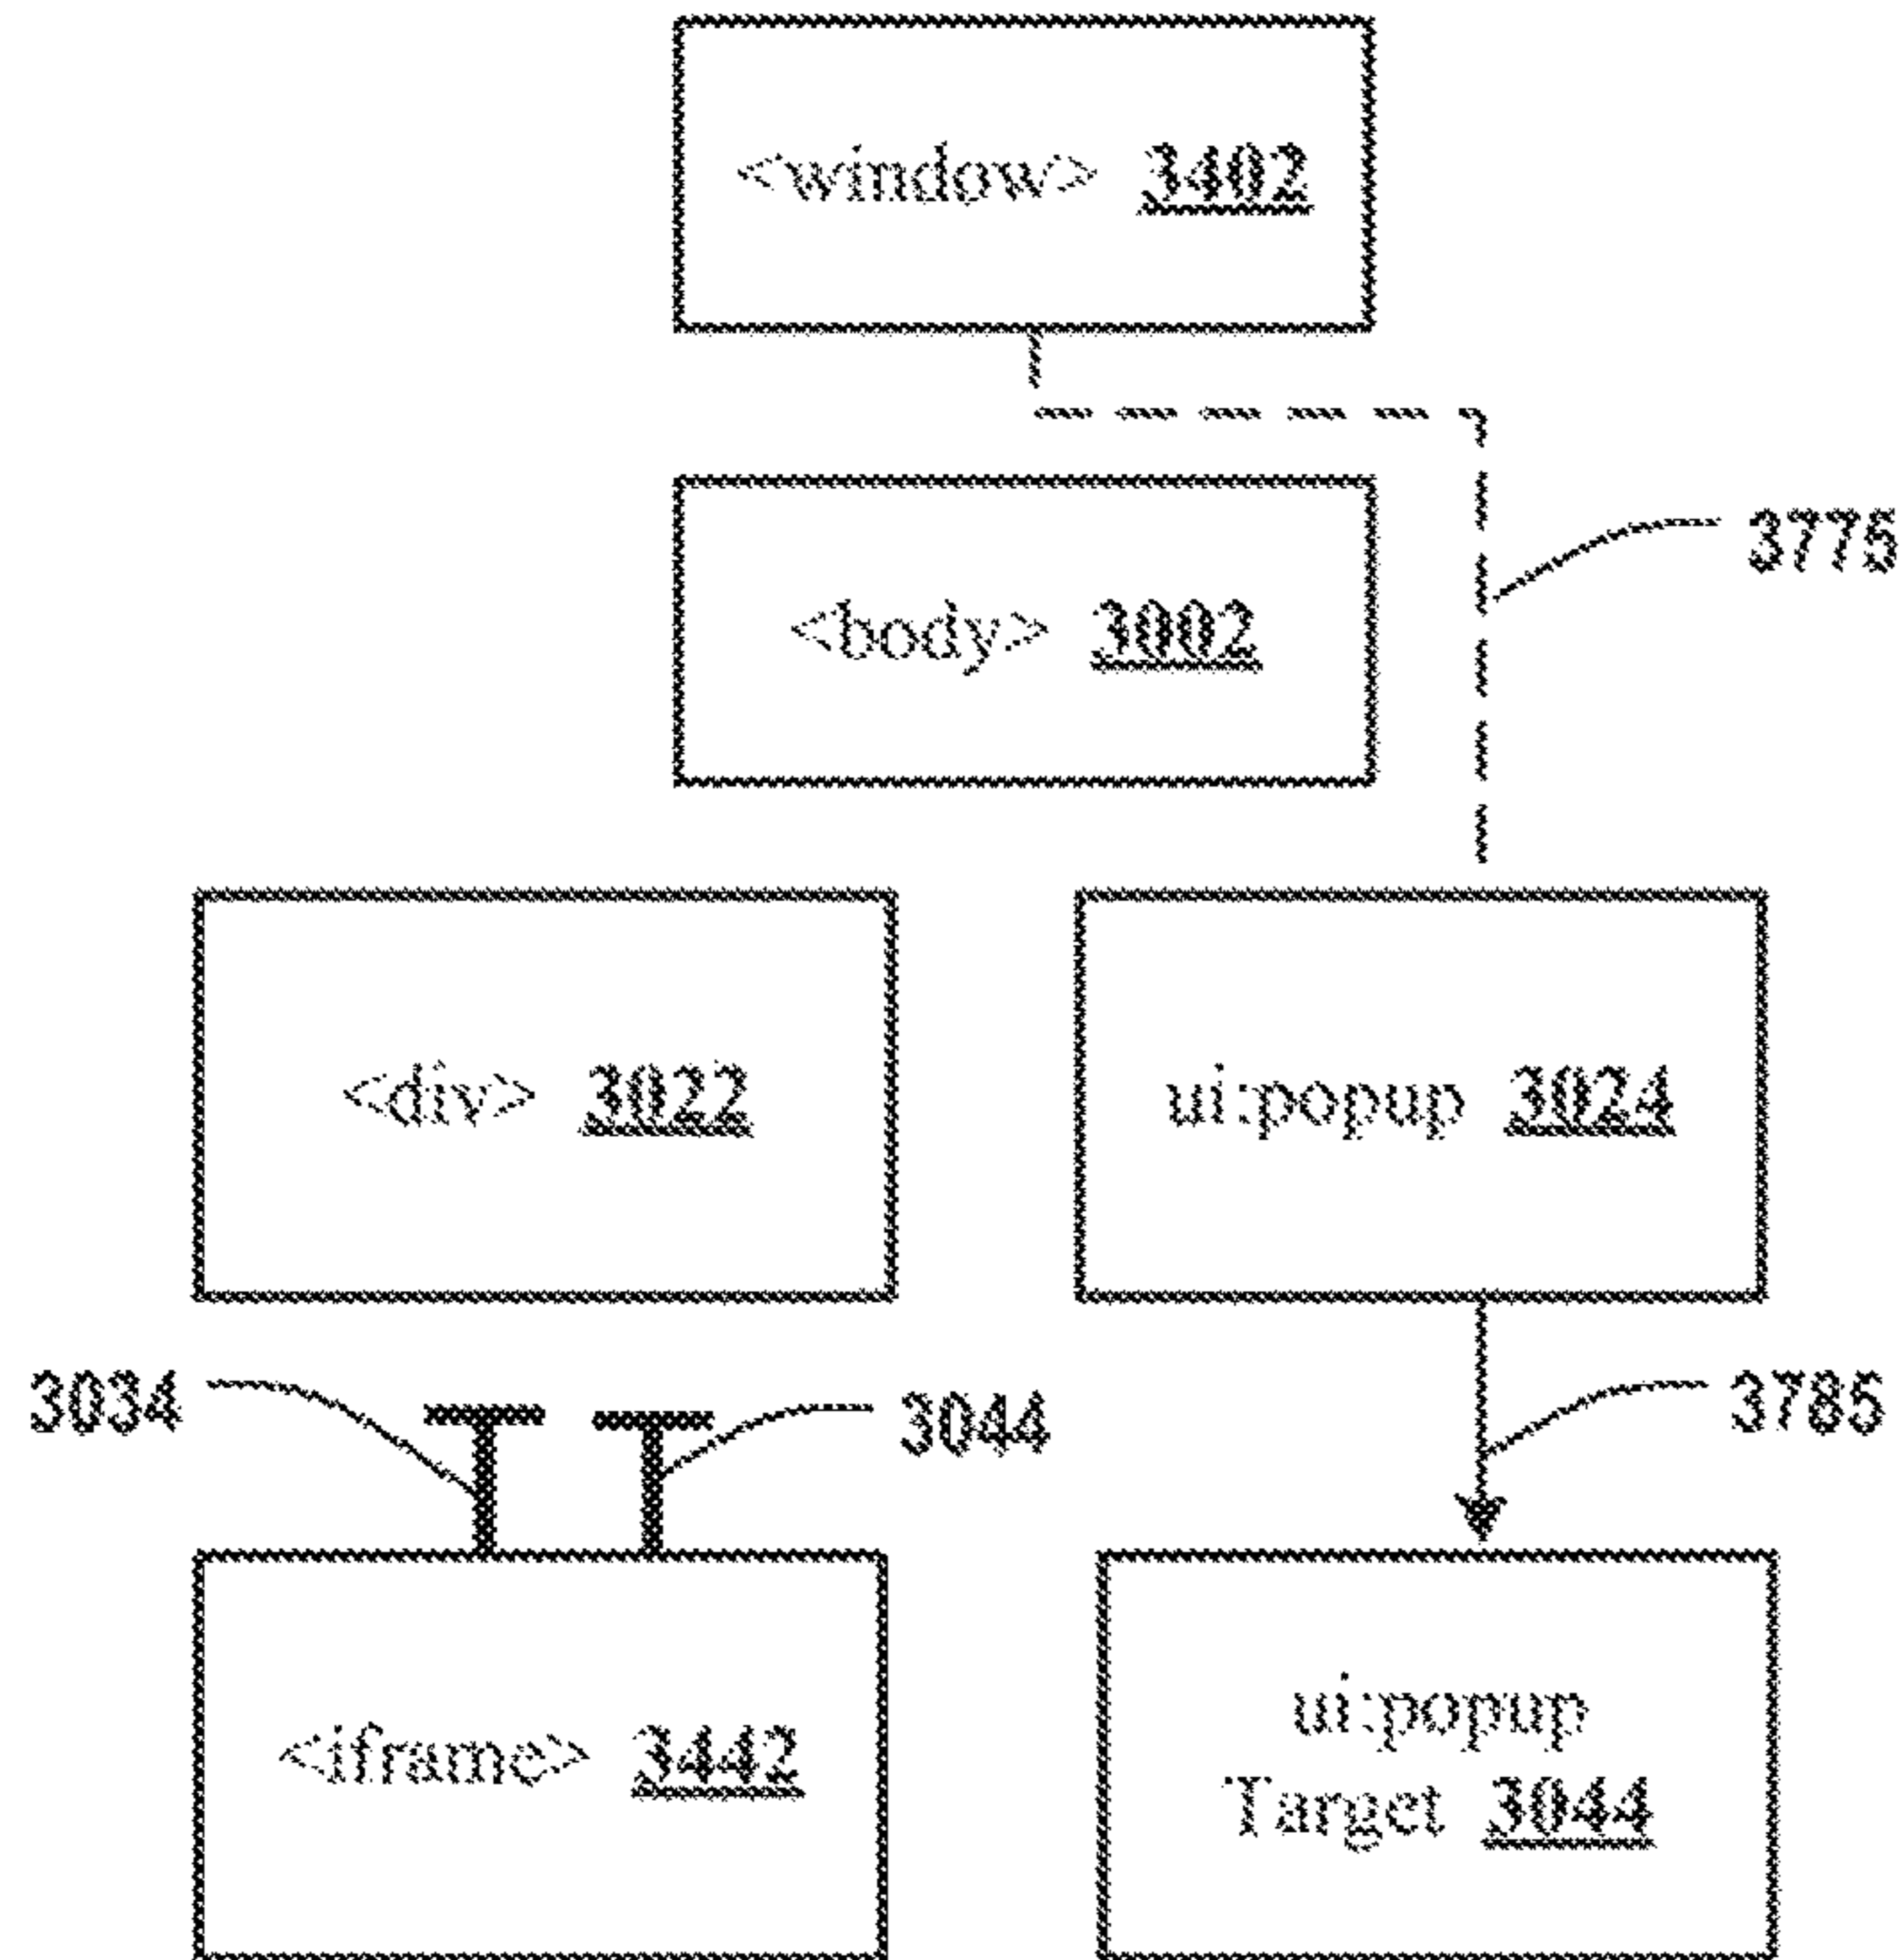 <window> 3402
3775
<body> 3002
<div> 3022
ui:popup 3024
3034
3044
3785
<iframe> 3442
ui:popup
Target 3044